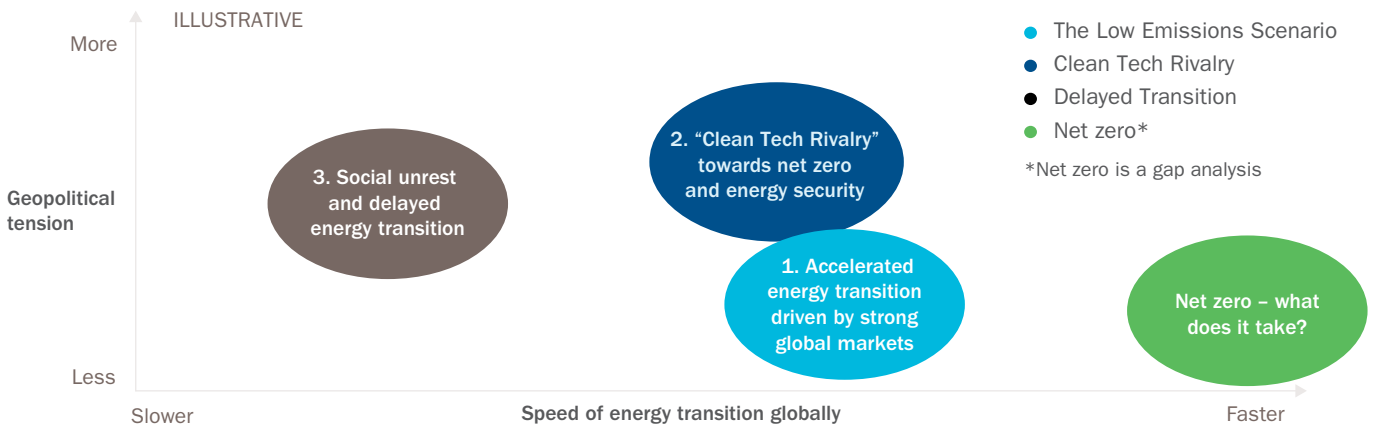 ILLUSTRATIVE
More
Geopolitical
tension
Less
3. Social unrest
and delayed
energy transition
2. “Clean Tech Rivalry”
towards net zero
and energy security
1. Accelerated
energy transition
driven by strong
global markets
Net zero – what
does it take?
The Low Emissions Scenario
Clean Tech Rivalry
Delayed Transition
Net zero*
*Net zero is a gap analysis
Slower
Speed of energy transition globally
Faster